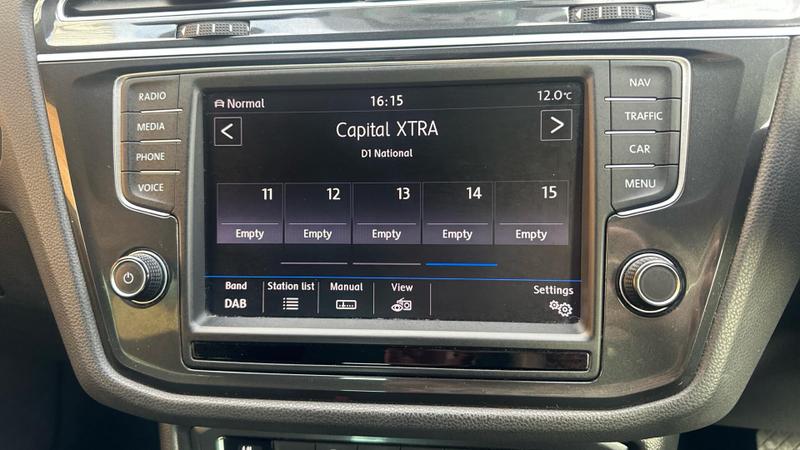 RADIO
MEDIA
PHONE
VOICE
Normal
16:15
12.0°C
Capital XTRA
D1 National
11
12
13
14
15
Empty
Empty
Empty
Empty
Empty
Band
DAB
Station list
Manual
View
Settings
NAV
TRAFFIC
CAR
MENU